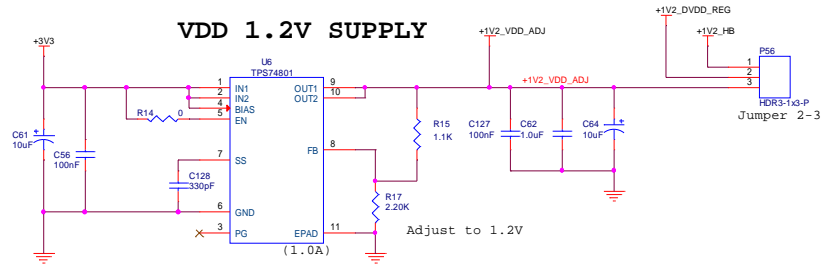 VDD 1.2V SUPPLY
+1V2_DVDD_REG
+1V2_HB
+1V2_VDD_ADJ
+3V3
U6
TPS74801
P56
1
2
3
HDR3-1x3-P
Jumper 2-3
+1V2_VDD_ADJ
1 IN1
2 IN2
4 BIAS
5 EN
7 SS
6 GND
3 PG
OUT1 9
OUT2 10
FB 8
EPAD 11
(1.0A)
R14 0
C61
10uF
C56
100nF
C128
330pF
R15
1.1K
R17
2.20K
C127
100nF
C62
1.0uF
C64
10uF
Adjust to 1.2V